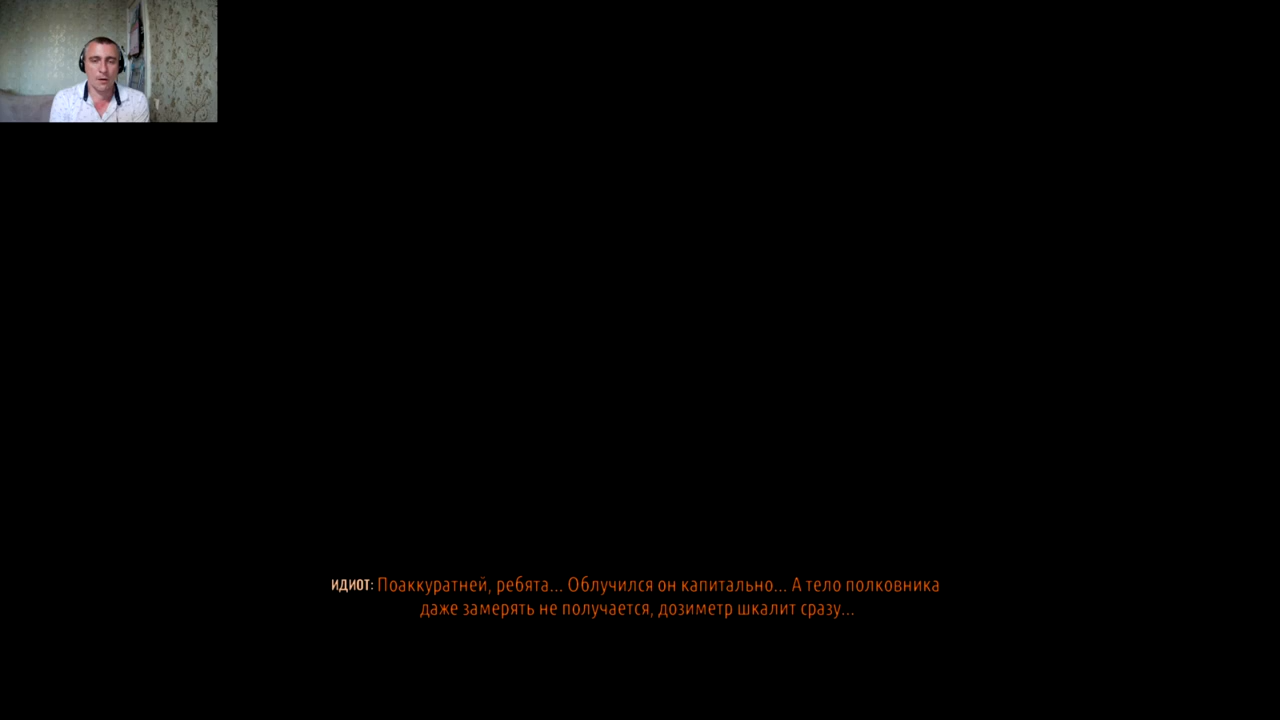 ИДИОТ: Поаккуратней, ребята... Облучился он капитально... А тело полковника
даже замерять не получается, дозиметр шкалит сразу...